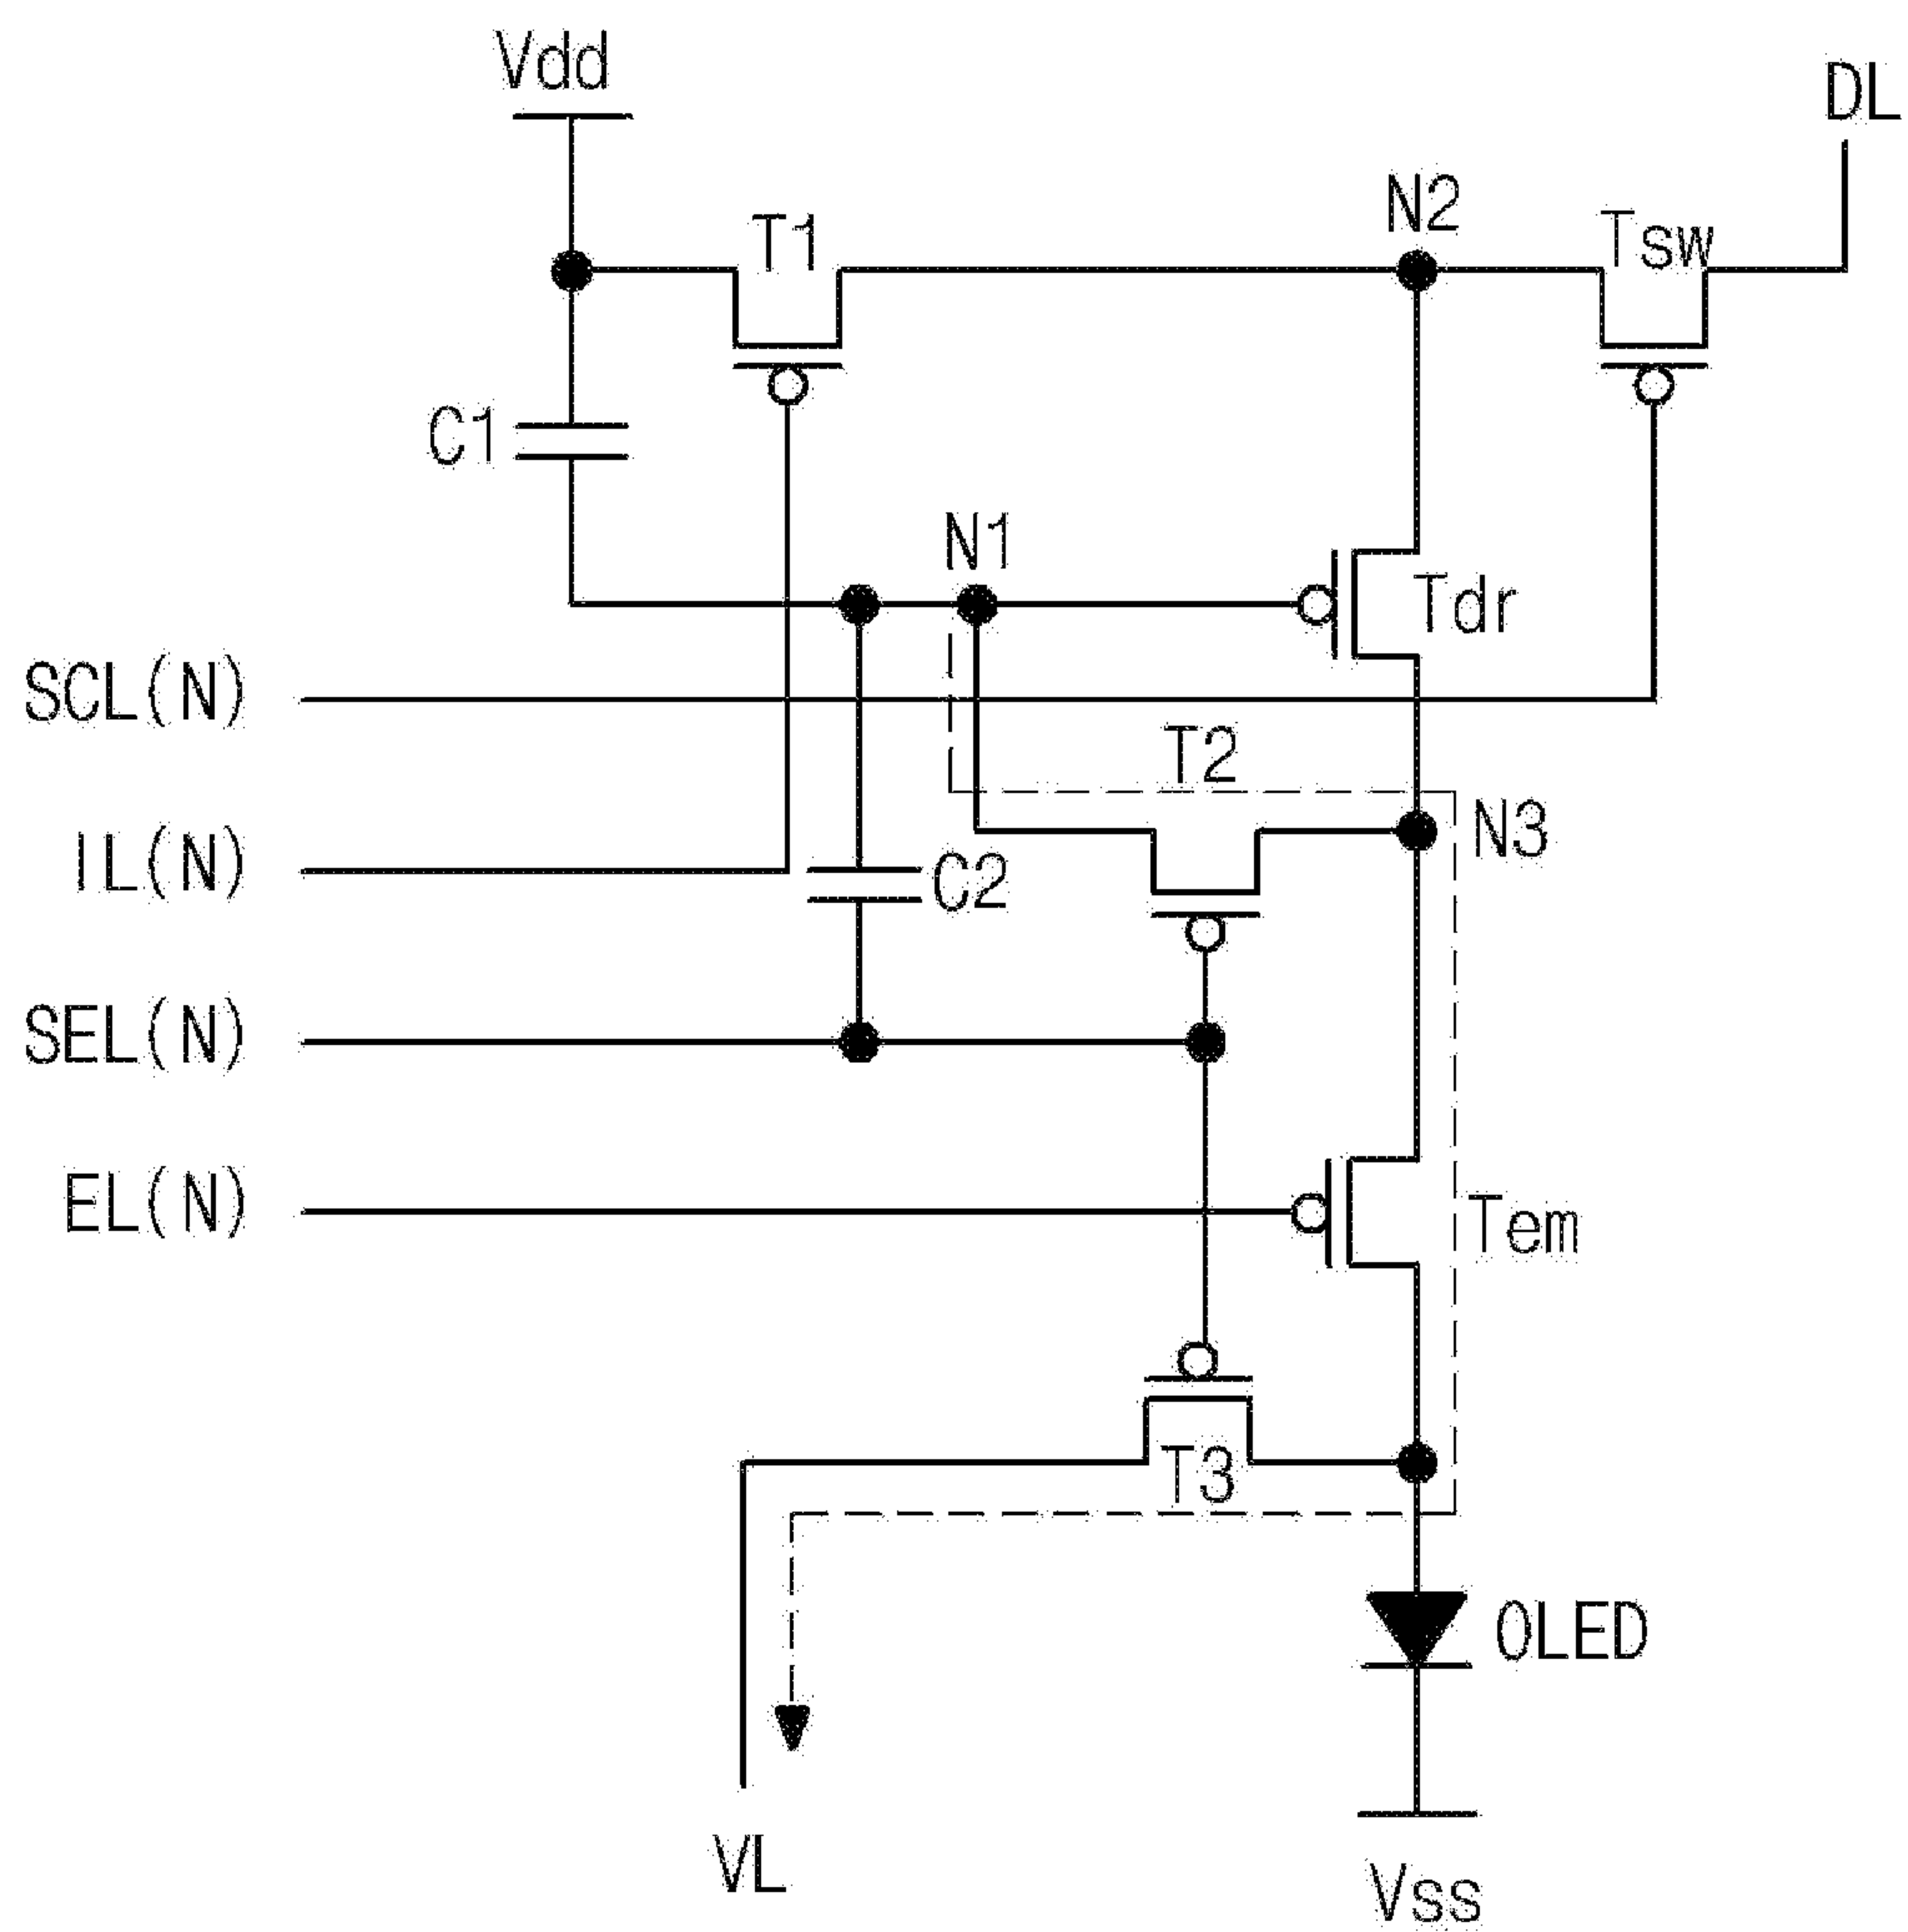 Vdd
DL
N2
T1
Tsw
C1
N1
Tdr
SCL(N)
T2
N3
IL(N)
C2
SEL(N)
EL(N)
Tem
T3
OLED
VL
Vss